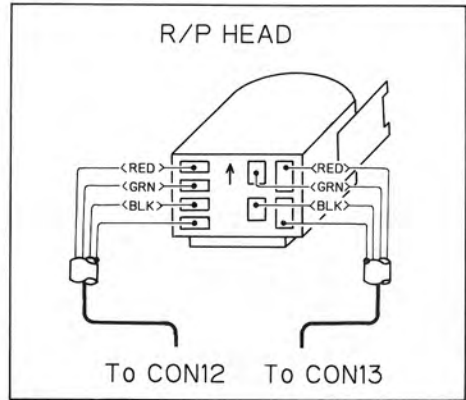 R/P HEAD
<RED> <RED>
<GRN> <GRN>
<BLK> <BLK>
To CON12 To CON13